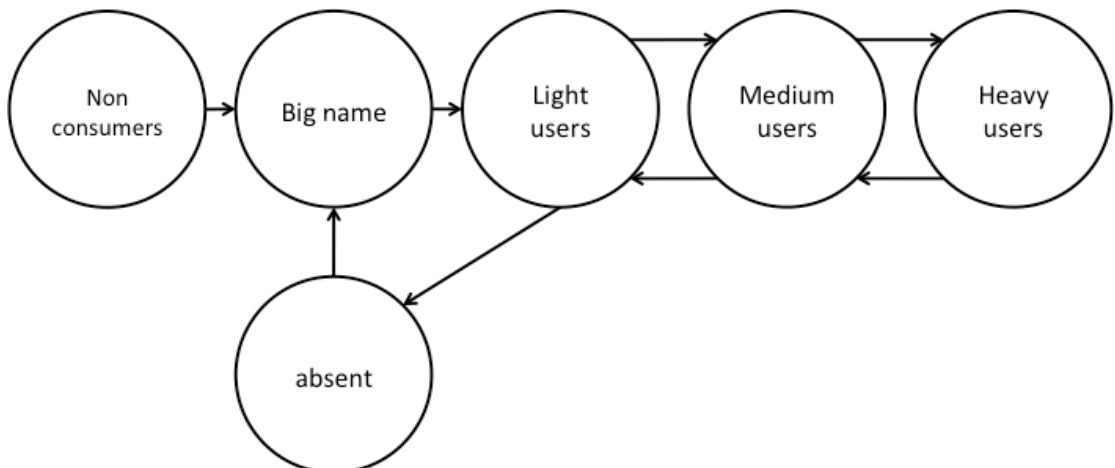 Non
consumers
Big name
Light
users
Medium
users
Heavy
users
absent